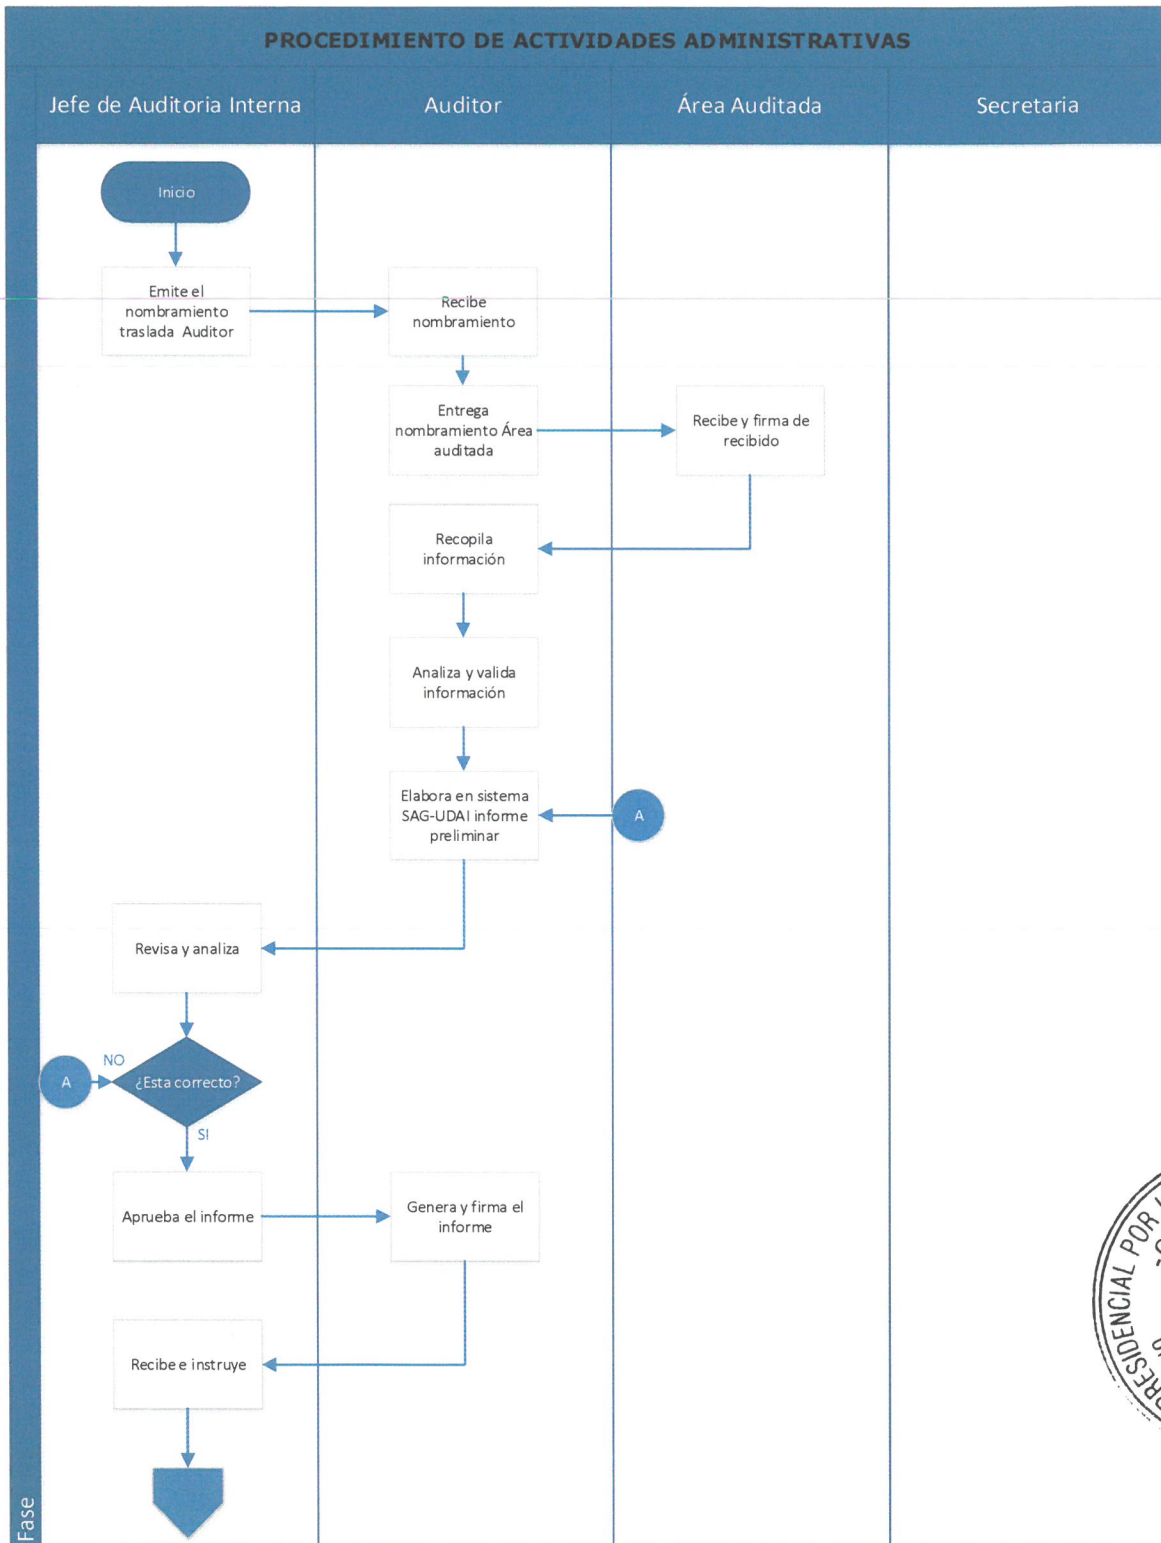 PROCEDIMIENTO DE ACTIVIDADES ADMINISTRATIVAS
Jefe de Auditoria Interna
Auditor
Área Auditada
Secretaria
Inicio
Emite el
nombramiento
traslada Auditor
Recibe
nombramiento
Entrega
nombramiento Área
auditada
Recibe y firma de
recibido
Recopila
información
Analiza y valida
información
Elabora en sistema
SAG-UDAI informe
preliminar
A
Revisa y analiza
A
NO
¿Esta correcto?
SI
Aprueba el informe
Genera y firma el
informe
Recibe e instruye
Fase
PRESIDENCIAL POR